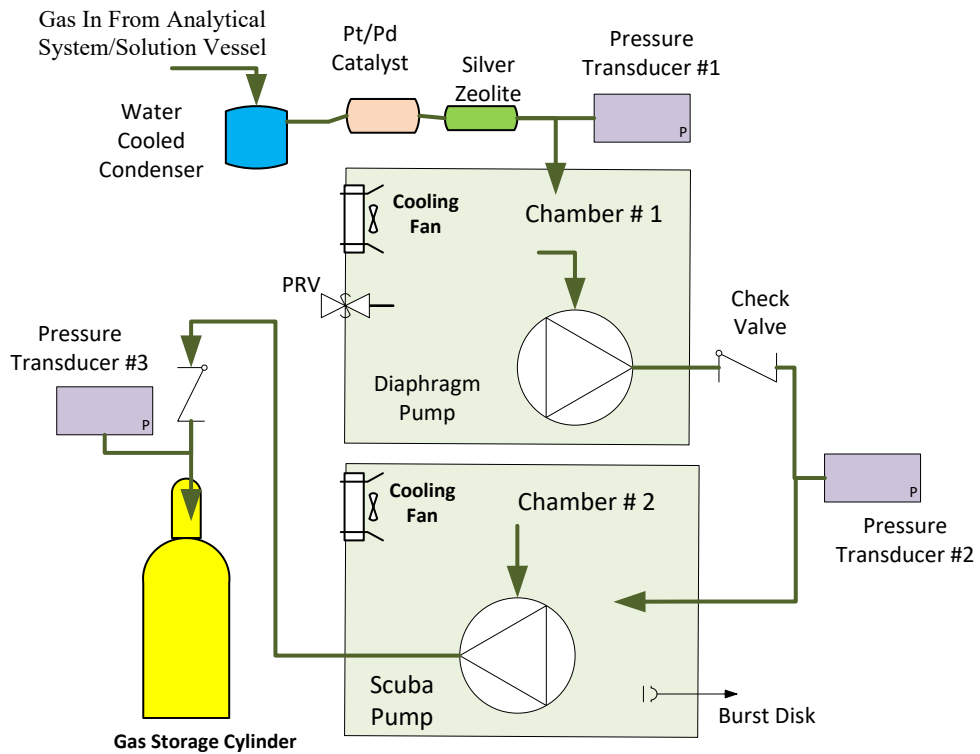 Gas In From Analytical
System/Solution Vessel
Pt/Pd
Catalyst
Silver
Zeolite
Pressure
Transducer #1
P
Water
Cooled
Condenser
Cooling
Fan
Chamber # 1
PRV
Check
Valve
Pressure
Transducer #3
P
Diaphragm
Pump
Cooling
Fan
Chamber # 2
P
Pressure
Transducer #2
Scuba
Pump
Burst Disk
Gas Storage Cylinder